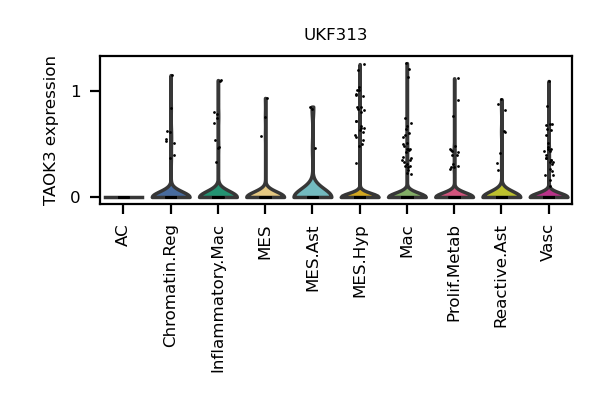 UKF313
TAOK3 expression
1
0
AC
Chromatin.Reg
Inflammatory.Mac
MES
MES.Ast
MES.Hyp
Mac
Prolif.Metab
Reactive.Ast
Vasc